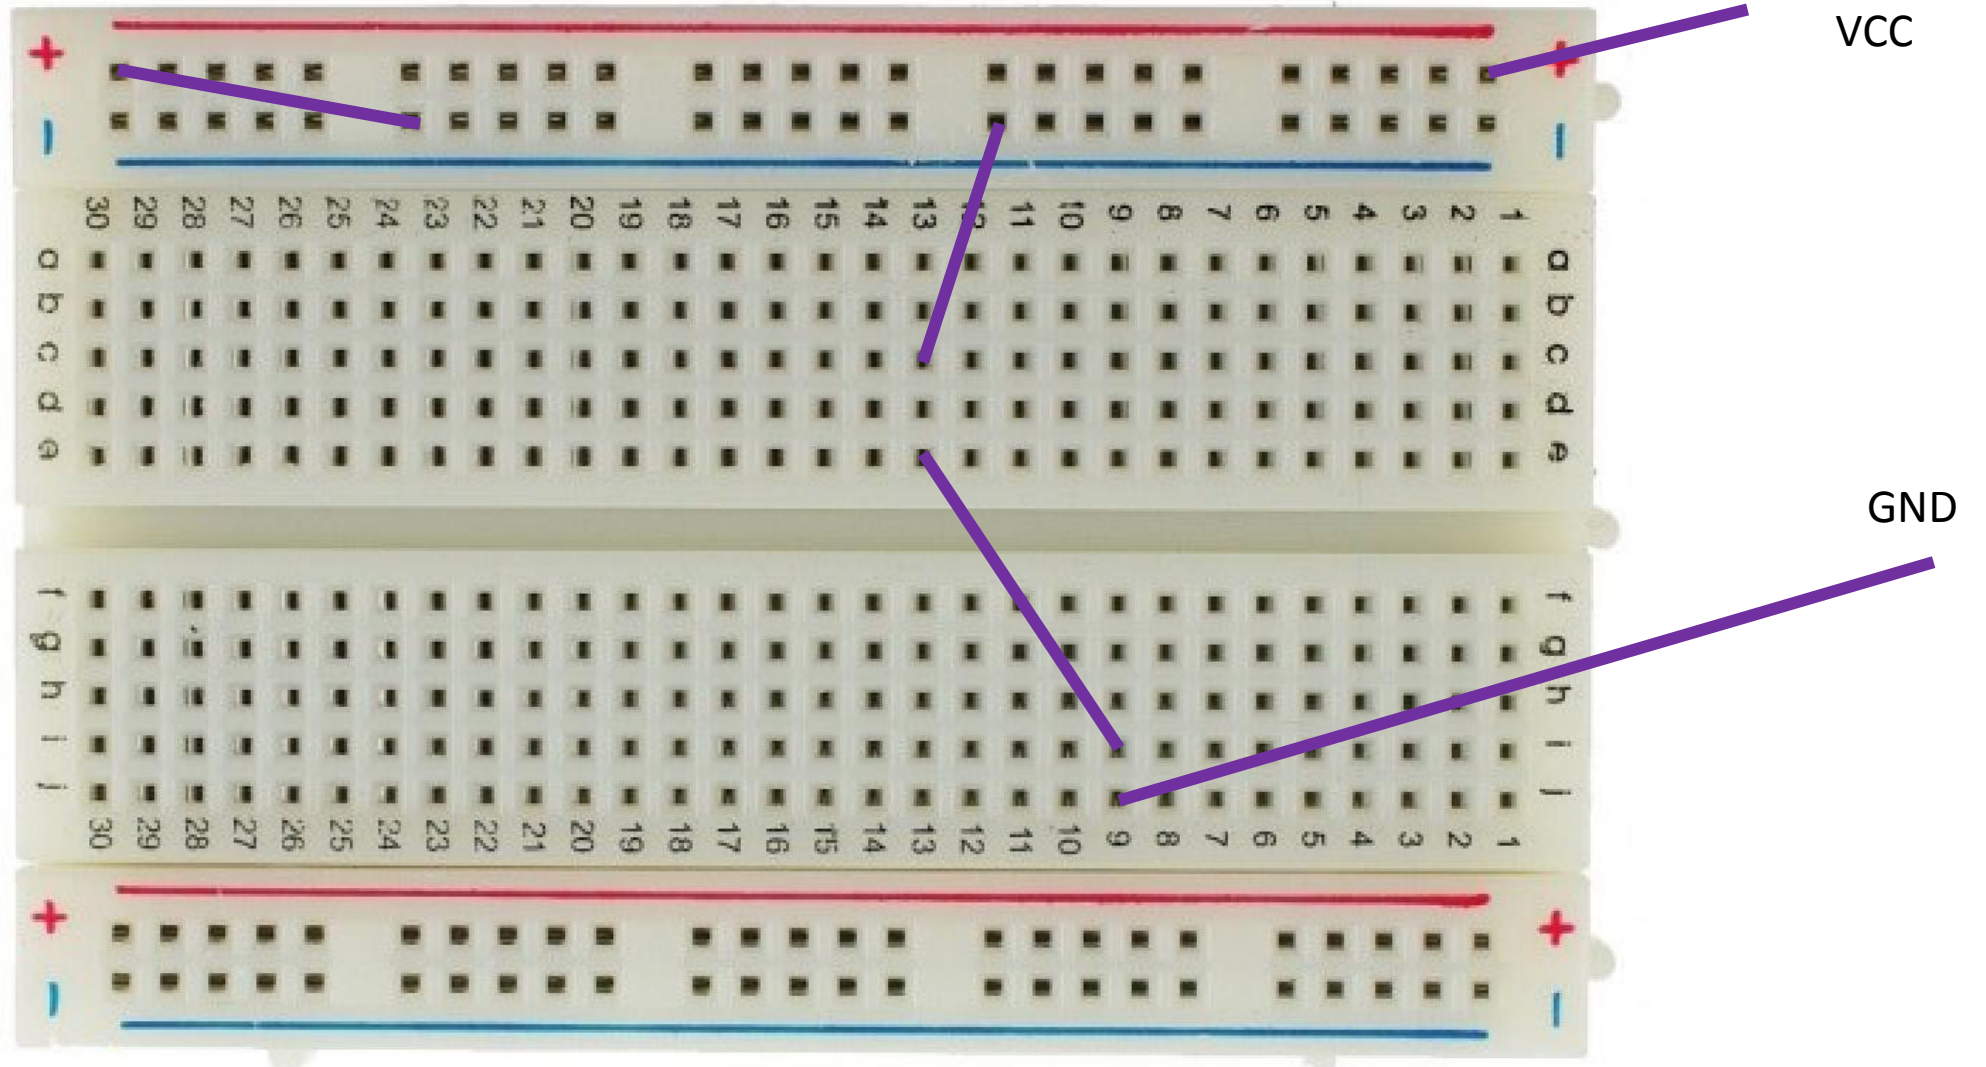 VCC
+ +
- -
30 29 28 27 26 25 24 23 22 21 20 19 18 17 16 15 14 13 12 11 10 9 8 7 6 5 4 3 2 1
a a
b b
c c
d d
e e
GND
f f
g g
h h
i i
j j
30 29 28 27 26 25 24 23 22 21 20 19 18 17 16 15 14 13 12 11 10 9 8 7 6 5 4 3 2 1
+ +
- -